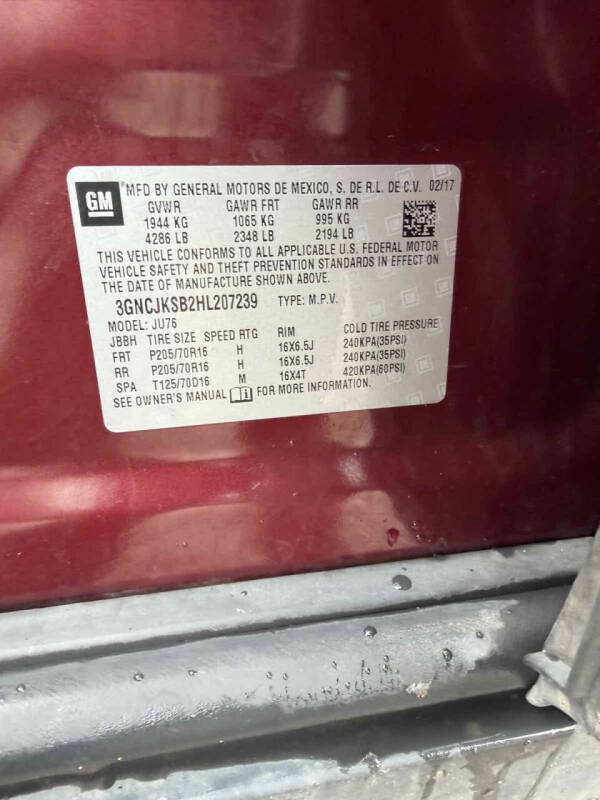 GM MFD BY GENERAL MOTORS DE MEXICO, S. DE R.L. DE C.V. 02/17
GVWR GAWR FRT GAWR RR
1944 KG 1065 KG 995 KG
4286 LB 2348 LB 2194 LB
THIS VEHICLE CONFORMS TO ALL APPLICABLE U.S. FEDERAL MOTOR
VEHICLE SAFETY AND THEFT PREVENTION STANDARDS IN EFFECT ON
THE DATE OF MANUFACTURE SHOWN ABOVE.
3GNCJKSB2HL207239 TYPE: M.P.V.
MODEL: JU76
JBBH TIRE SIZE SPEED RTG RIM COLD TIRE PRESSURE
FRT P205/70R16 H 16X6.5J 240KPA(35PSI)
RR P205/70R16 H 16X6.5J 240KPA(35PSI)
SPA T125/70D16 M 16X4T 420KPA(60PSI)
SEE OWNER'S MANUAL FOR MORE INFORMATION.